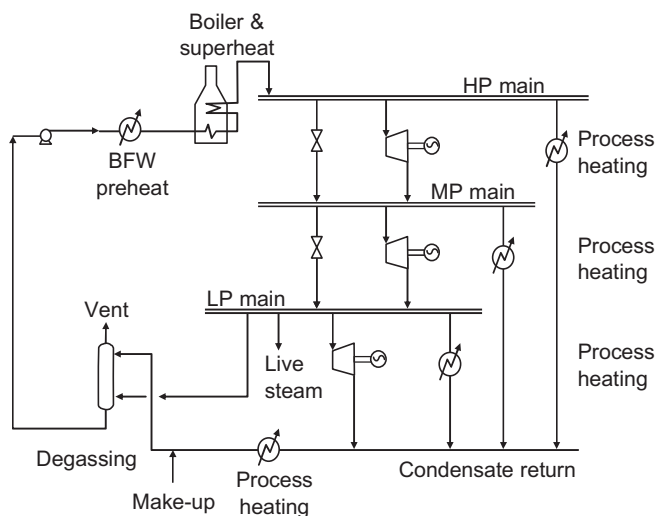 Boiler &
superheat
HP main
BFW
preheat
Process
heating
MP main
Process
heating
LP main
Vent
Live
steam
Process
heating
Degassing
Make-up
Process
heating
Condensate return